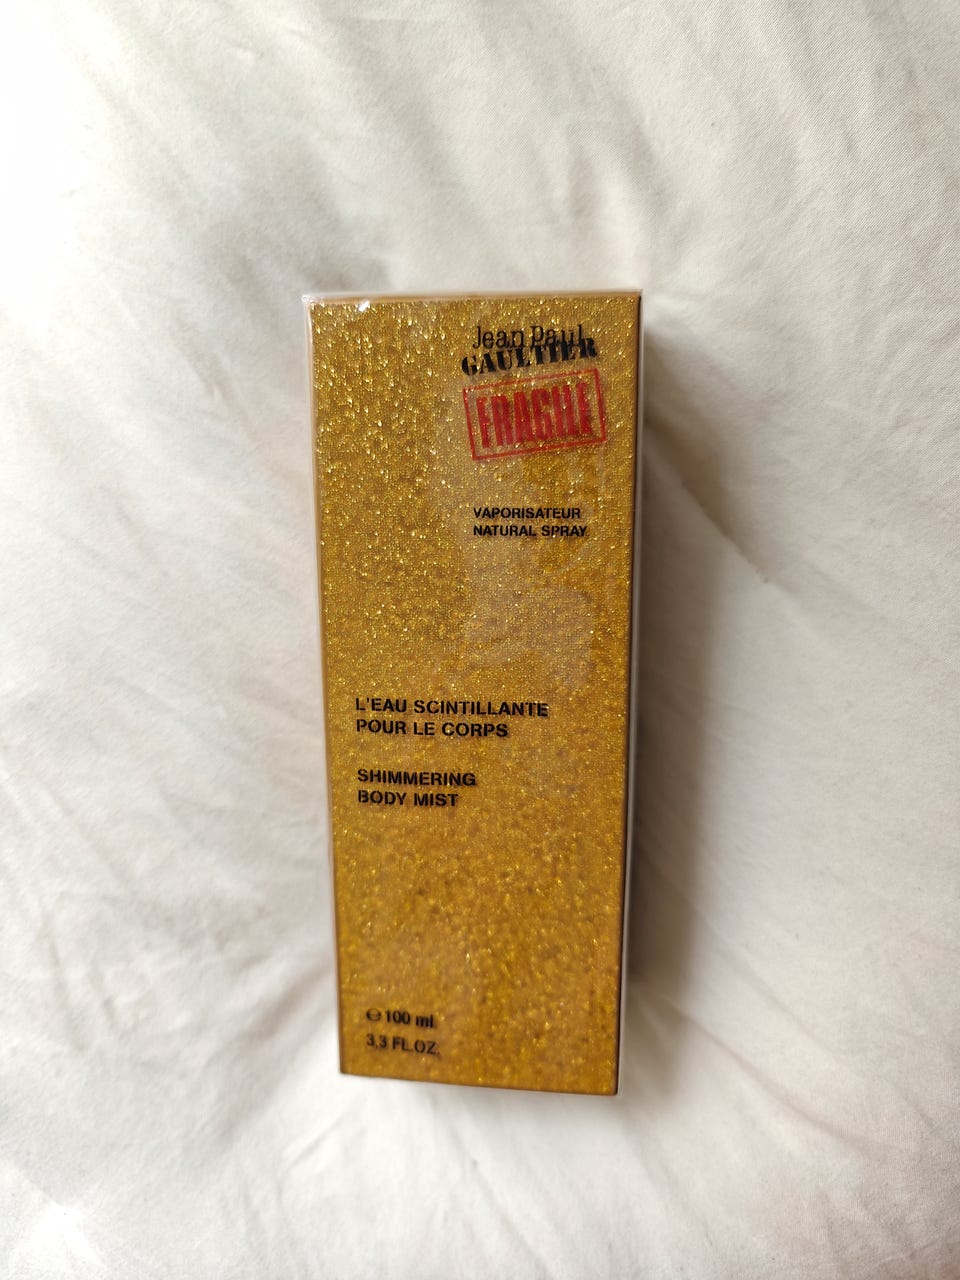 Jean Paul
GAULTIER
FRAGILE
VAPORISATEUR
NATURAL SPRAY
L'EAU SCINTILLANTE
POUR LE CORPS
SHIMMERING
BODY MIST
℮ 100 ml
3.3 FL.OZ.